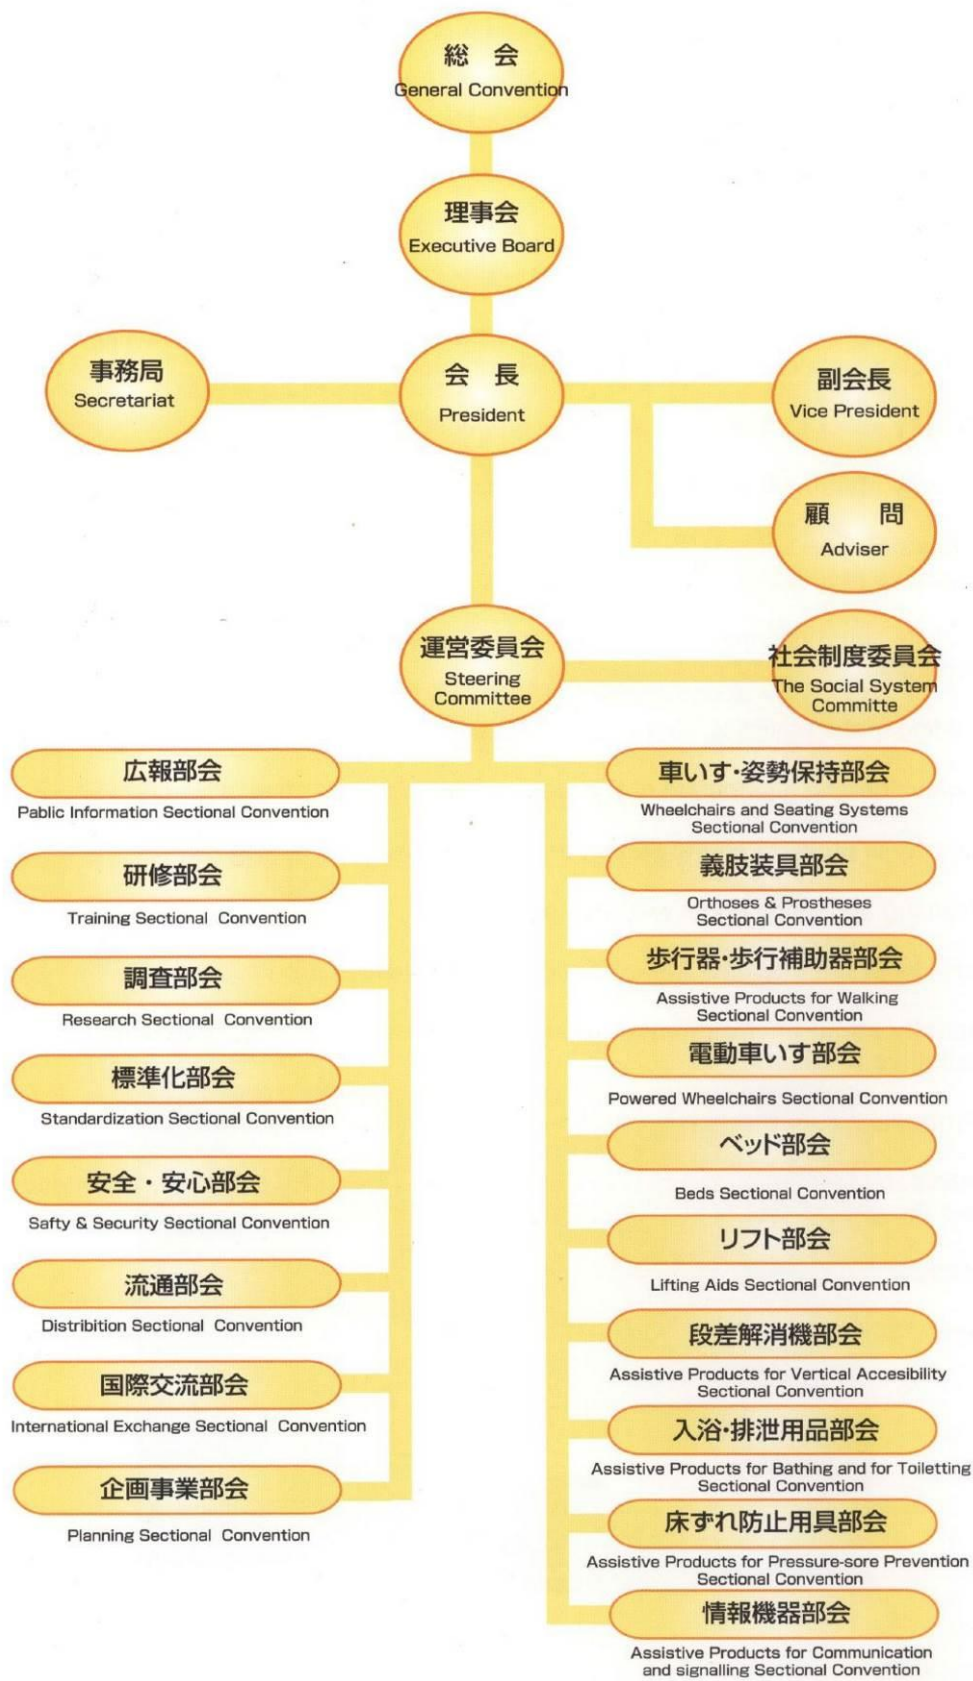 総 会
General Convention
理事会
Executive Board
事務局
Secretariat
会 長
President
副会長
Vice President
顧 問
Adviser
運営委員会
Steering
Committee
社会制度委員会
The Social System
Committe
広報部会
Public Information Sectional Convention
研修部会
Training Sectional Convention
調査部会
Research Sectional Convention
標準化部会
Standardization Sectional Convention
安全・安心部会
Safty & Security Sectional Convention
流通部会
Distribition Sectional Convention
国際交流部会
International Exchange Sectional Convention
企画事業部会
Planning Sectional Convention
車いす・姿勢保持部会
Wheelchairs and Seating Systems
Sectional Convention
義肢装具部会
Orthoses & Prostheses
Sectional Convention
歩行器・歩行補助器部会
Assistive Products for Walking
Sectional Convention
電動車いす部会
Powered Wheelchairs Sectional Convention
ベッド部会
Beds Sectional Convention
リフト部会
Lifting Aids Sectional Convention
段差解消機部会
Assistive Products for Vertical Accesibility
Sectional Convention
入浴・排泄用品部会
Assistive Products for Bathing and for Toiletting
Sectional Convention
床ずれ防止用具部会
Assistive Products for Pressure-sore Prevention
Sectional Convention
情報機器部会
Assistive Products for Communication
and signalling Sectional Convention